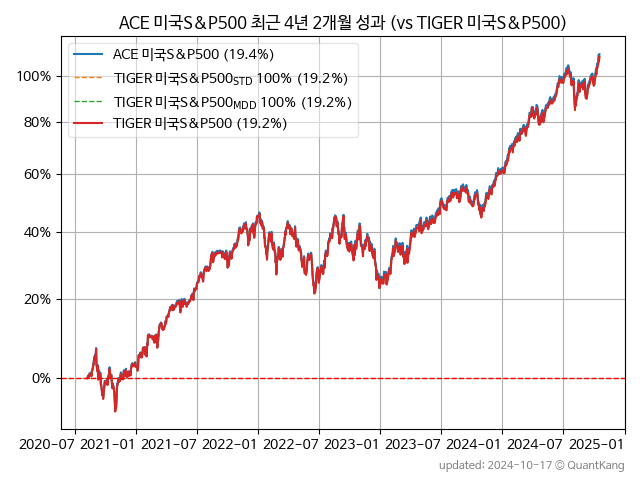 ACE 미국S&P500 최근 4년 2개월 성과 (vs TIGER 미국S&P500)
ACE 미국S&P500 (19.4%)
TIGER 미국S&P500STD 100% (19.2%)
TIGER 미국S&P500MDD 100% (19.2%)
TIGER 미국S&P500 (19.2%)
100%
80%
60%
40%
20%
0%
2020-07 2021-01 2021-07 2022-01 2022-07 2023-01 2023-07 2024-01 2024-07 2025-01
updated: 2024-10-17 © QuantKang